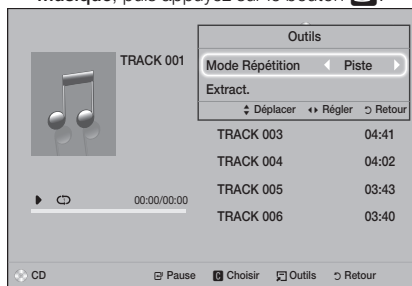 musique, puis appuyez sur le bouton .
Outils
TRACK 001
Mode Répétition Piste
Extract.
Déplacer Régler Retour
TRACK 003 04:41
TRACK 004 04:02
TRACK 005 03:43
00:00/00:00
TRACK 006 03:40
CD Pause C Choisir Outils Retour